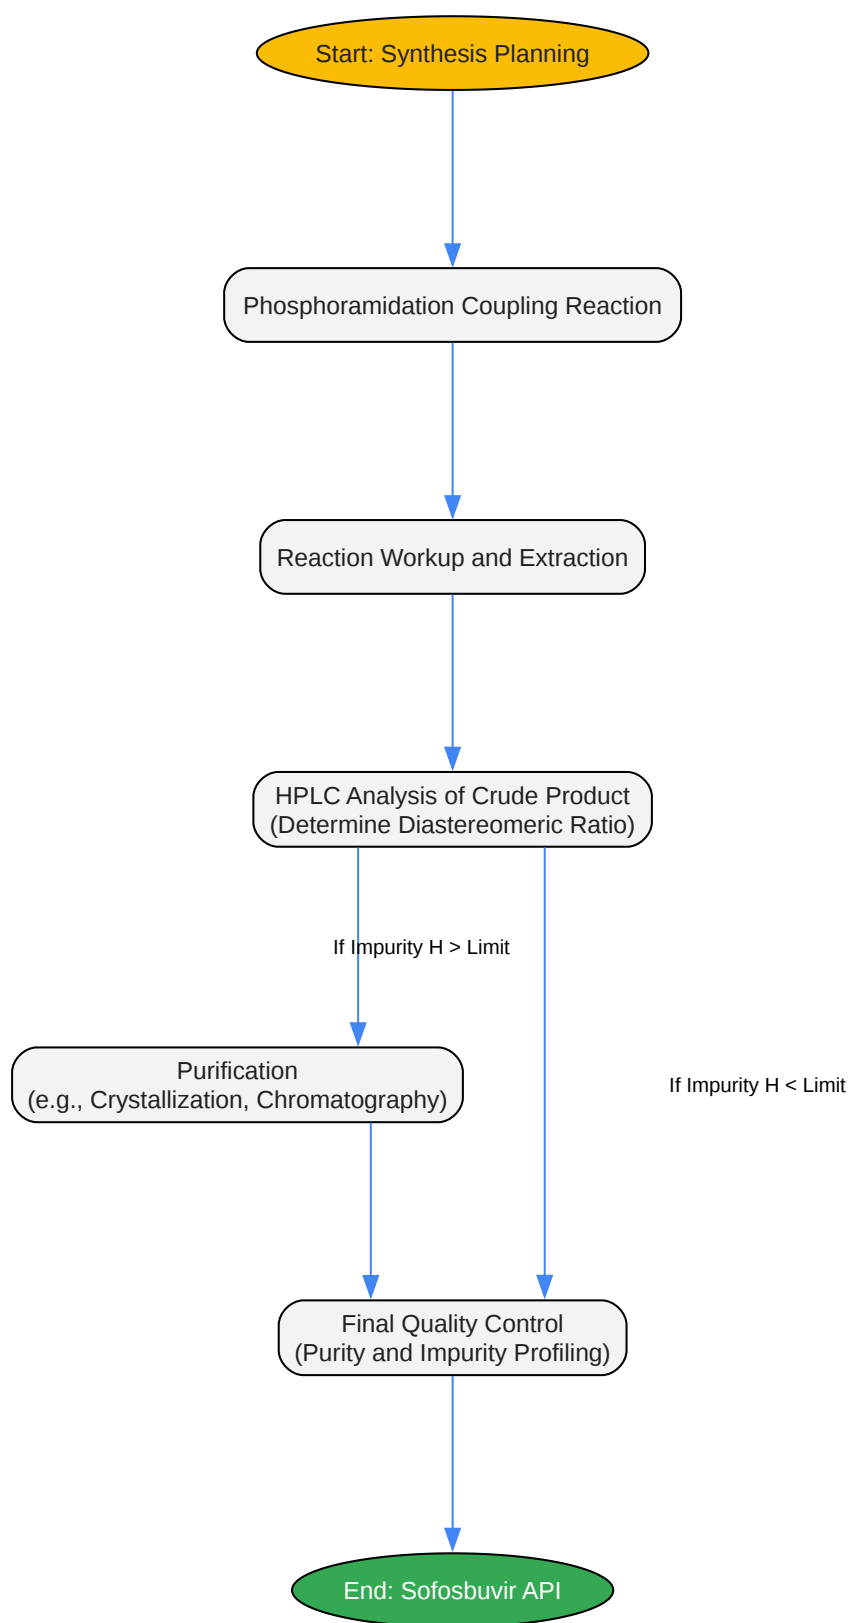 Start: Synthesis Planning
Phosphoramidation Coupling Reaction
Reaction Workup and Extraction
HPLC Analysis of Crude Product
(Determine Diastereomeric Ratio)
If Impurity H > Limit
Purification
(e.g., Crystallization, Chromatography)
If Impurity H < Limit
Final Quality Control
(Purity and Impurity Profiling)
End: Sofosbuvir API